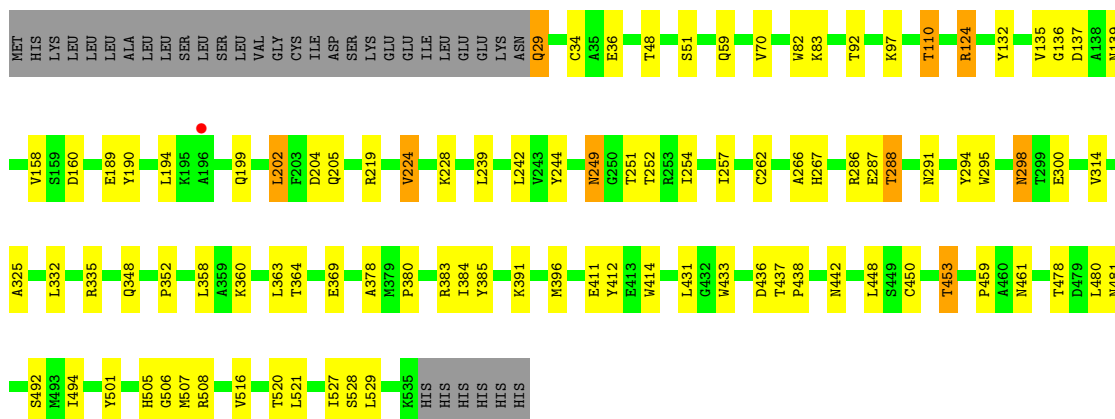 MET HIS LYS LEU LEU LEU LEU ALA LEU LEU SER LEU SER LEU VAL GLY CYS ILE ASP SER LYS GLU GLU ILE LEU GLU GLU LYS ASN Q29 C34 A35 E36 T48 S51 Q59 V70 W82 K83 T92 K97 T110 R124 Y132 V135 G136 D137 A138 N139
V158 S159 D160 E189 Y190 L194 K195 A196 Q199 L202 F203 D204 Q205 R219 V224 K228 L239 L242 V243 Y244 N249 G250 T251 T252 R253 I254 I257 C262 A266 H267 R286 E287 T288 N291 Y294 W295 N298 T299 E300 V314
A325 L332 R335 Q348 P352 L358 A359 K360 L363 T364 E369 A378 M379 P380 R383 I384 Y385 K391 M396 E411 Y412 E413 W414 L431 G432 W433 D436 T437 P438 N442 L448 S449 C450 T453 P459 A460 N461 T478 D479 L480 N481
S492 M493 I494 Y501 H505 G506 M507 R508 V516 T520 L521 I527 S528 L529 K535 HIS HIS HIS HIS HIS HIS